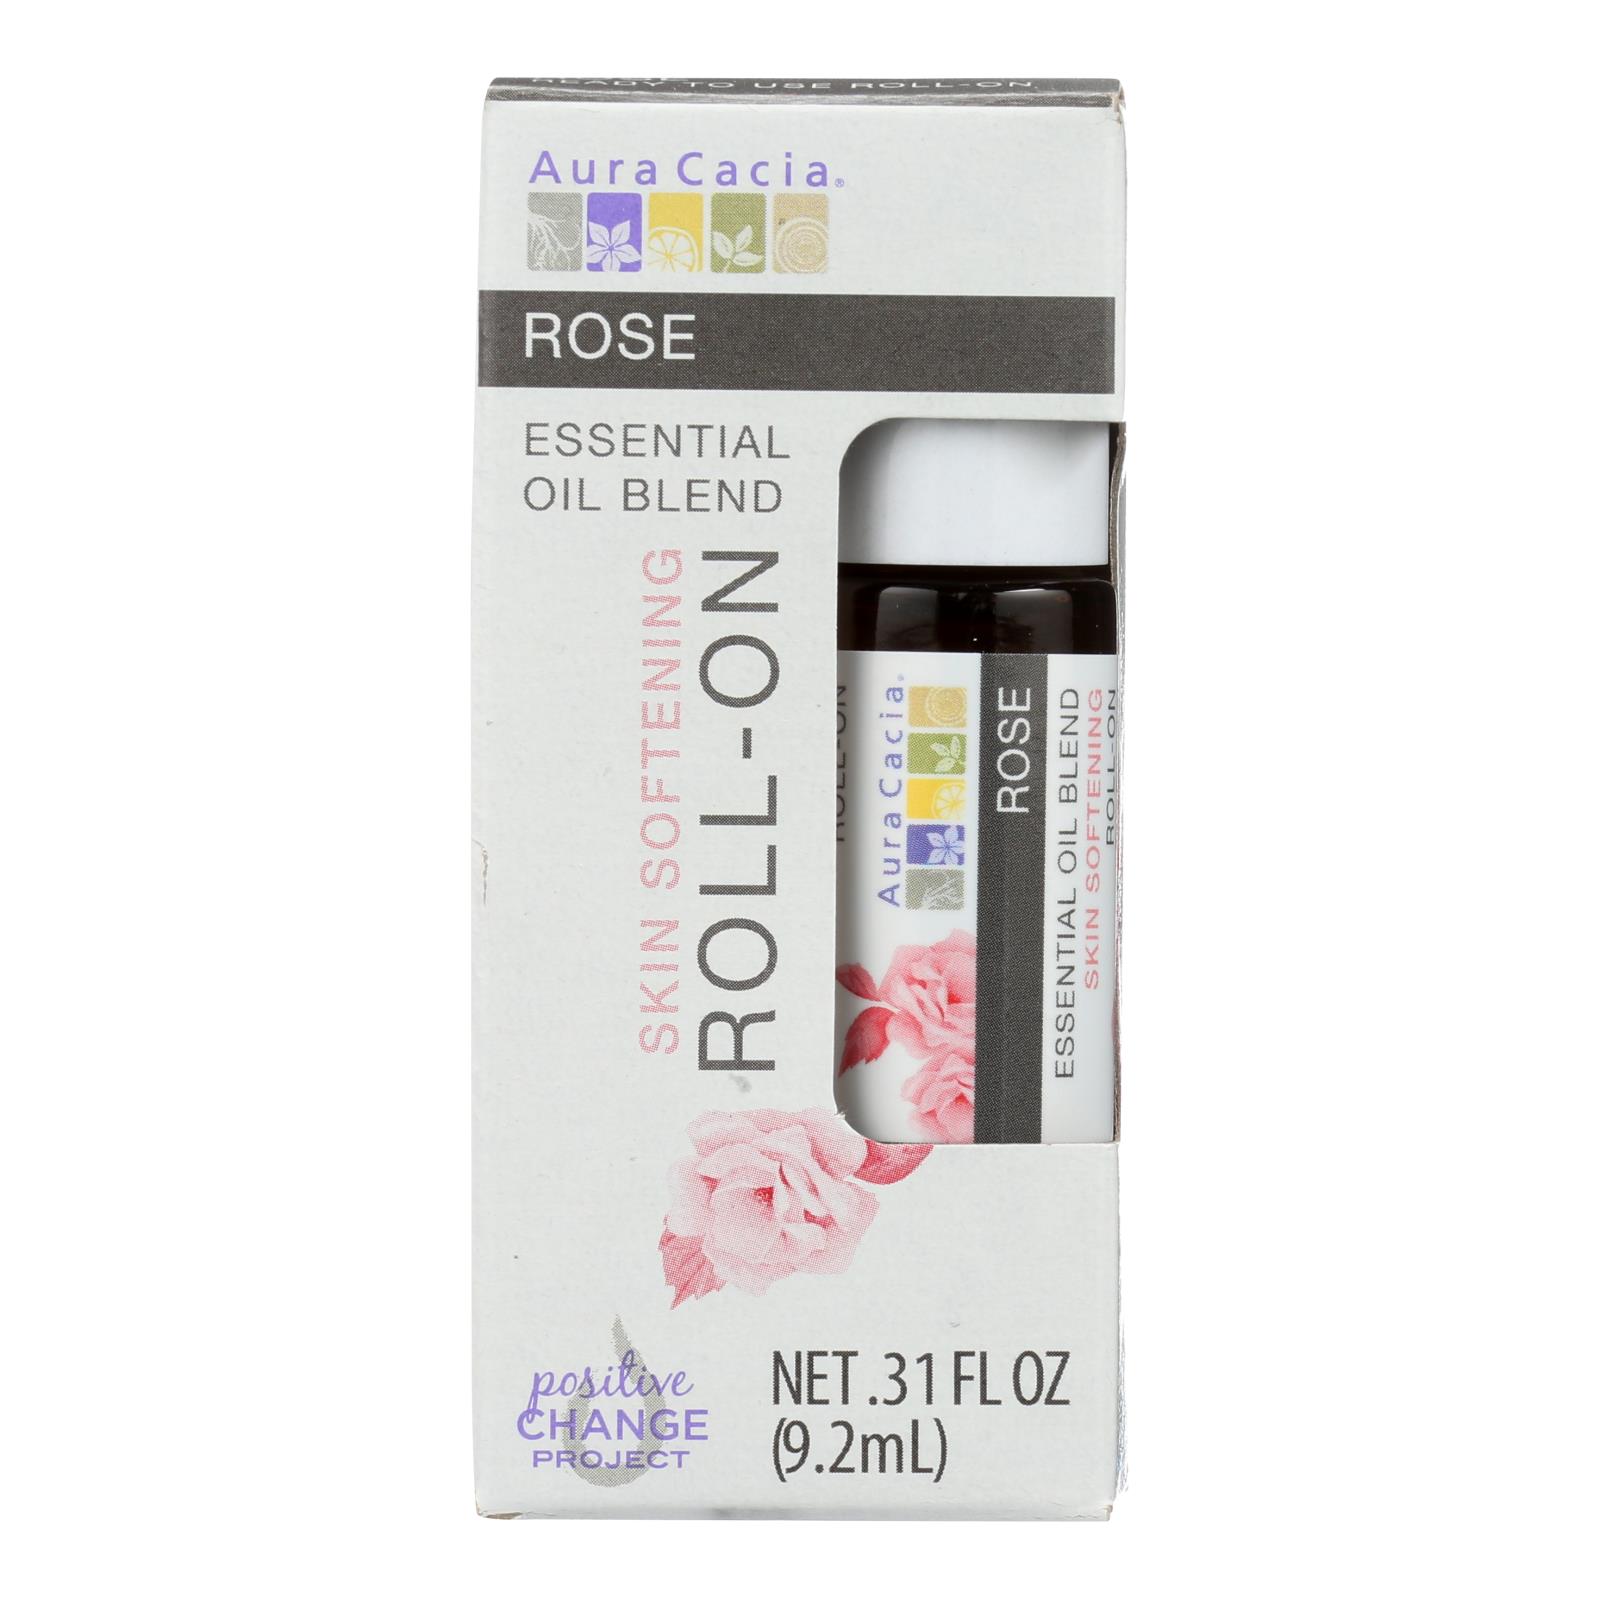 READY TO USE ROLL-ON
Aura Cacia®
ROSE
ESSENTIAL
OIL BLEND
SKIN SOFTENING
ROLL-ON
ROLL-ON
Aura Cacia®
ROSE
ESSENTIAL OIL BLEND
SKIN SOFTENING
ROLL-ON
positive
CHANGE
PROJECT
NET .31 FL OZ
(9.2mL)